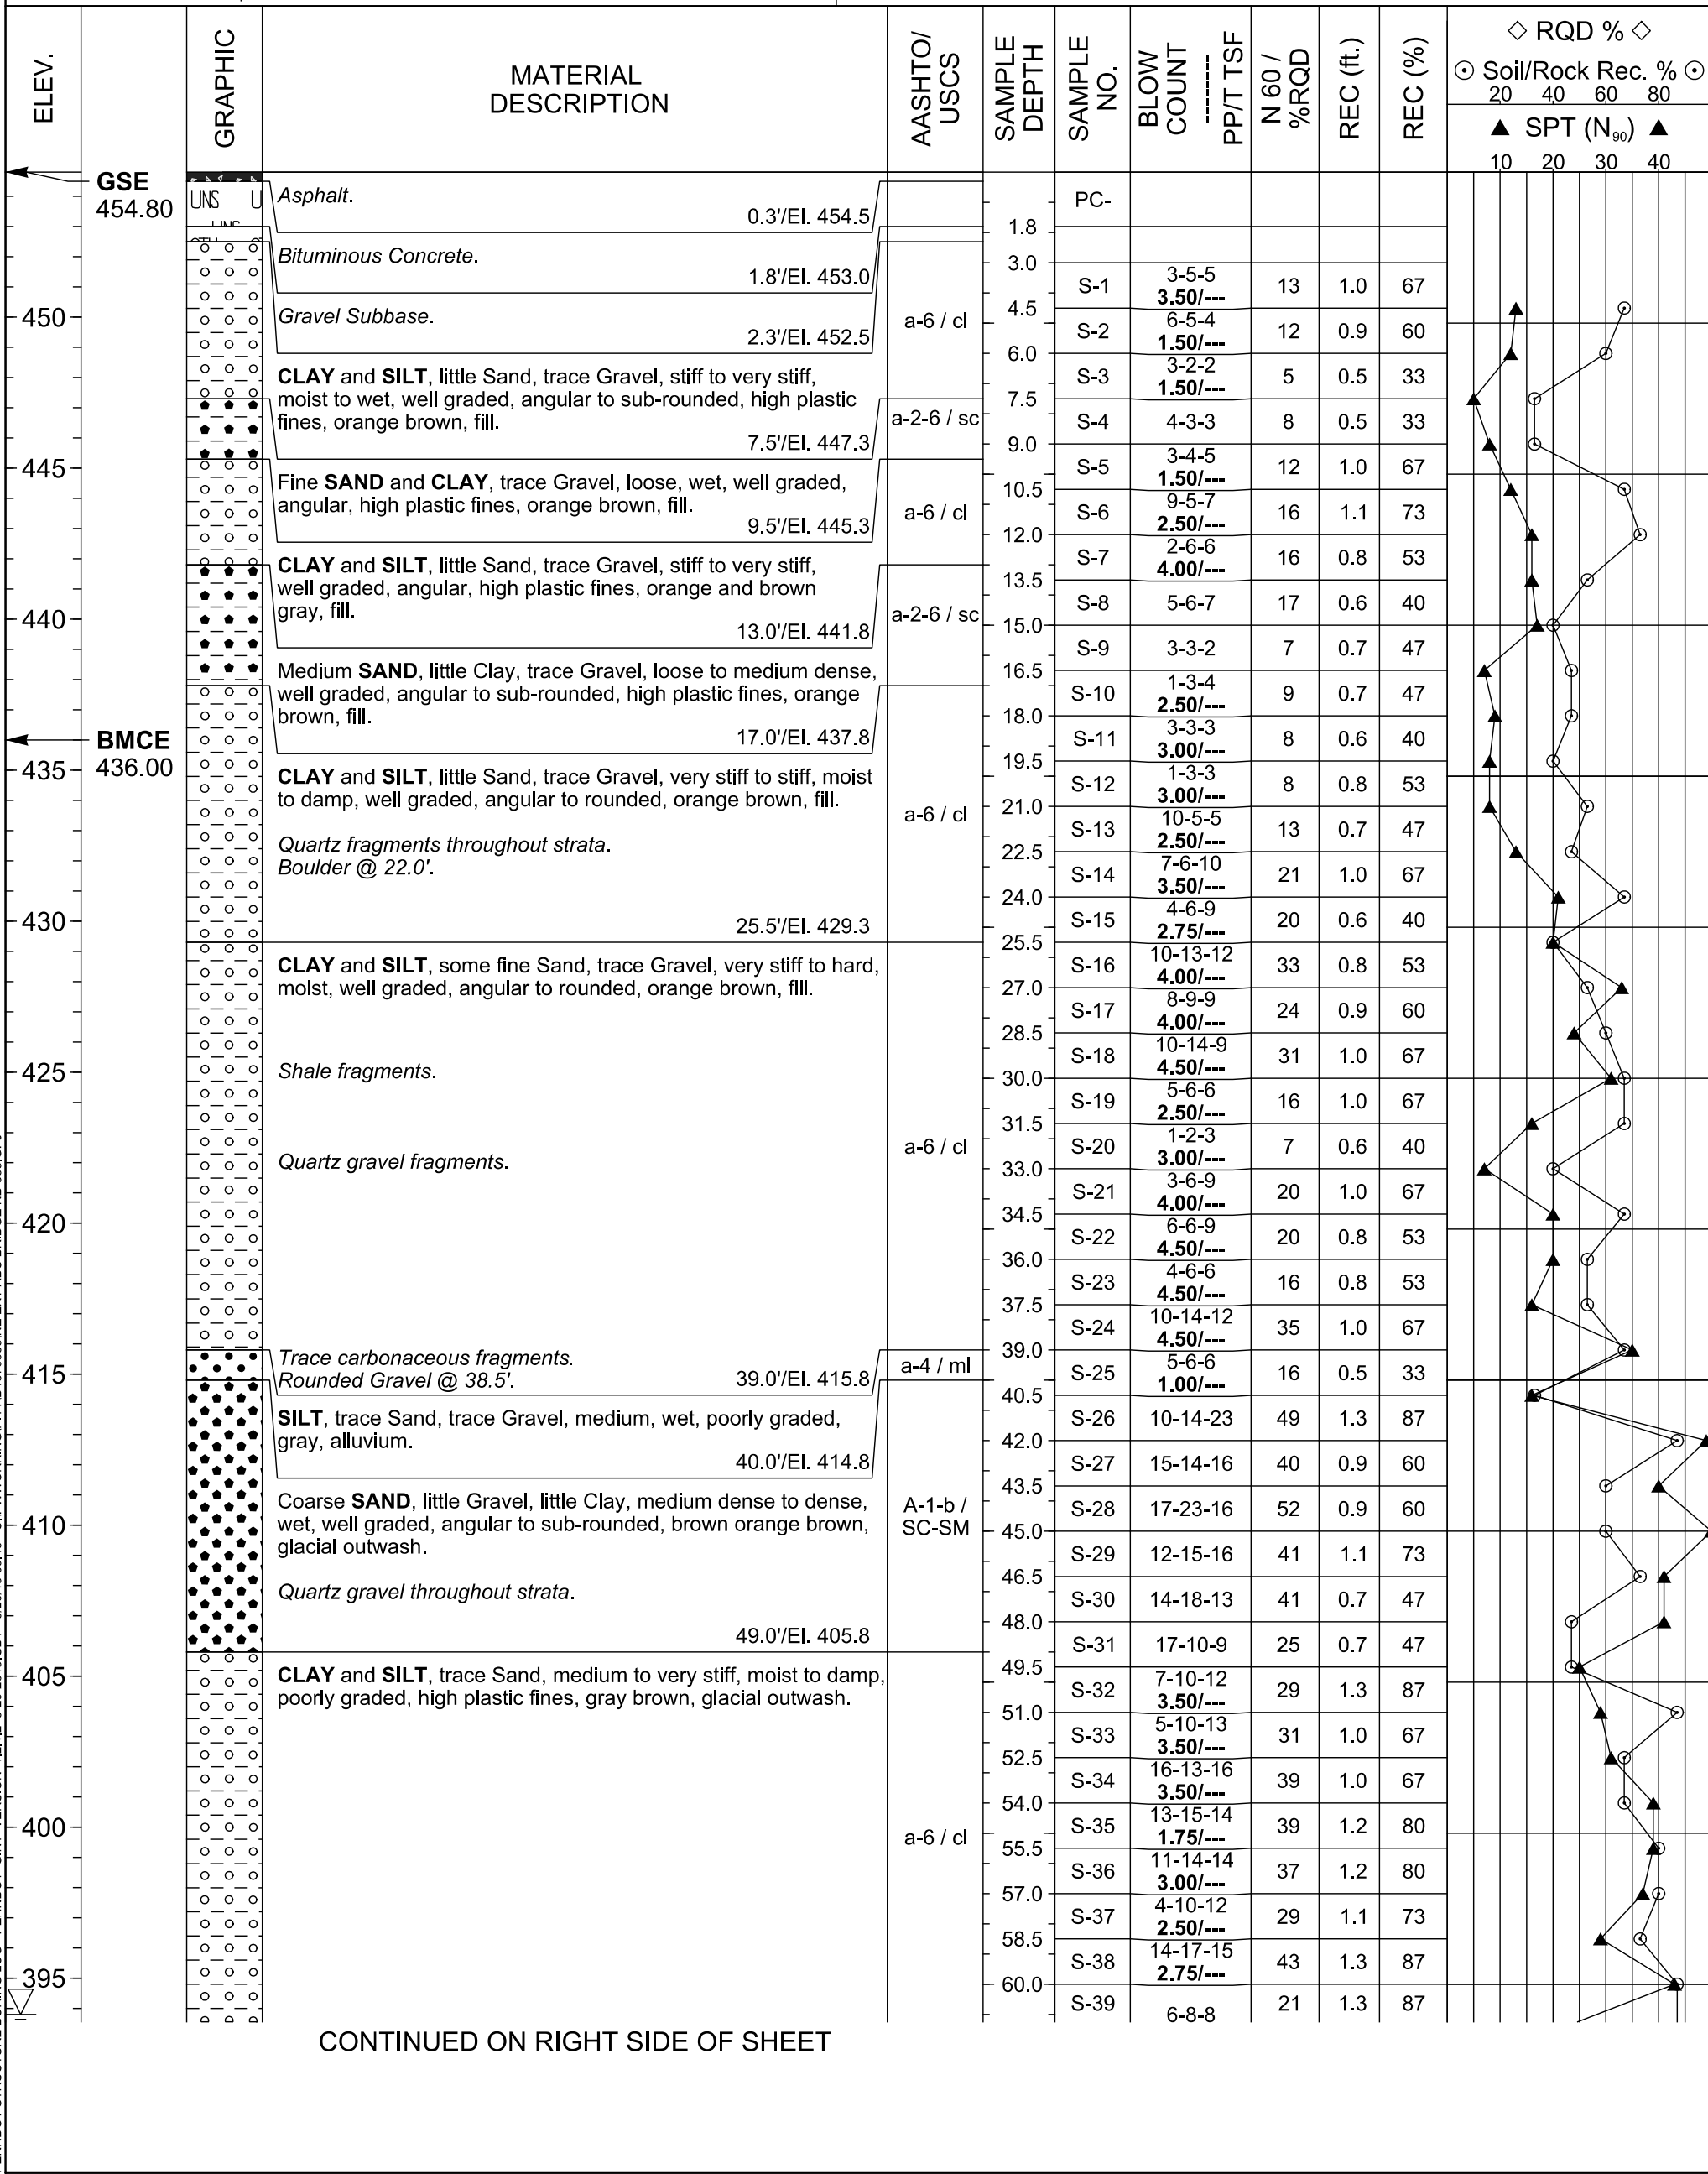 ELEV.
GRAPHIC
MATERIAL
DESCRIPTION
AASHTO/
USCS
SAMPLE
DEPTH
SAMPLE
NO.
BLOW
COUNT
--------
PP/T TSF
N 60 /
%RQD
REC (ft.)
REC (%)
◇ RQD % ◇
⊙ Soil/Rock Rec. % ⊙
20 40 60 80
▲ SPT (N₉₀) ▲
10 20 30 40
GSE
454.80
UNS U
Asphalt.
0.3'/El. 454.5
PC-
1.8
Bituminous Concrete.
1.8'/El. 453.0
3.0
S-1 3-5-5 13 1.0 67
3.50/---
450
Gravel Subbase.
2.3'/El. 452.5
a-6 / cl
4.5
S-2 6-5-4 12 0.9 60
1.50/---
6.0
CLAY and SILT, little Sand, trace Gravel, stiff to very stiff,
moist to wet, well graded, angular to sub-rounded, high plastic
fines, orange brown, fill.
7.5'/El. 447.3
S-3 3-2-2 5 0.5 33
1.50/---
7.5
a-2-6 / sc
S-4 4-3-3 8 0.5 33
9.0
445
S-5 3-4-5 12 1.0 67
1.50/---
Fine SAND and CLAY, trace Gravel, loose, wet, well graded,
angular, high plastic fines, orange brown, fill.
9.5'/El. 445.3
10.5
a-6 / cl
S-6 9-5-7 16 1.1 73
2.50/---
12.0
CLAY and SILT, little Sand, trace Gravel, stiff to very stiff,
well graded, angular, high plastic fines, orange and brown
gray, fill.
13.0'/El. 441.8
S-7 2-6-6 16 0.8 53
4.00/---
13.5
440
a-2-6 / sc
S-8 5-6-7 17 0.6 40
15.0
S-9 3-3-2 7 0.7 47
Medium SAND, little Clay, trace Gravel, loose to medium dense,
well graded, angular to sub-rounded, high plastic fines, orange
brown, fill.
17.0'/El. 437.8
16.5
S-10 1-3-4 9 0.7 47
2.50/---
18.0
BMCE
436.00
S-11 3-3-3 8 0.6 40
3.00/---
19.5
435
CLAY and SILT, little Sand, trace Gravel, very stiff to stiff, moist
to damp, well graded, angular to rounded, orange brown, fill.
S-12 1-3-3 8 0.8 53
3.00/---
a-6 / cl
21.0
Quartz fragments throughout strata.
Boulder @ 22.0'.
S-13 10-5-5 13 0.7 47
2.50/---
22.5
S-14 7-6-10 21 1.0 67
3.50/---
24.0
430
25.5'/El. 429.3
S-15 4-6-9 20 0.6 40
2.75/---
25.5
CLAY and SILT, some fine Sand, trace Gravel, very stiff to hard,
moist, well graded, angular to rounded, orange brown, fill.
S-16 10-13-12 33 0.8 53
4.00/---
27.0
S-17 8-9-9 24 0.9 60
4.00/---
28.5
425
Shale fragments.
S-18 10-14-9 31 1.0 67
4.50/---
30.0
S-19 5-6-6 16 1.0 67
2.50/---
31.5
Quartz gravel fragments.
a-6 / cl
S-20 1-2-3 7 0.6 40
3.00/---
33.0
S-21 3-6-9 20 1.0 67
4.00/---
34.5
420
S-22 6-6-9 20 0.8 53
4.50/---
36.0
S-23 4-6-6 16 0.8 53
4.50/---
37.5
S-24 10-14-12 35 1.0 67
4.50/---
39.0
415
Trace carbonaceous fragments.
Rounded Gravel @ 38.5'.
39.0'/El. 415.8
a-4 / ml
S-25 5-6-6 16 0.5 33
1.00/---
40.5
SILT, trace Sand, trace Gravel, medium, wet, poorly graded,
gray, alluvium.
40.0'/El. 414.8
S-26 10-14-23 49 1.3 87
42.0
S-27 15-14-16 40 0.9 60
43.5
410
Coarse SAND, little Gravel, little Clay, medium dense to dense,
wet, well graded, angular to sub-rounded, brown orange brown,
glacial outwash.
A-1-b /
SC-SM
S-28 17-23-16 52 0.9 60
45.0
S-29 12-15-16 41 1.1 73
46.5
Quartz gravel throughout strata.
S-30 14-18-13 41 0.7 47
48.0
49.0'/El. 405.8
S-31 17-10-9 25 0.7 47
49.5
405
CLAY and SILT, trace Sand, medium to very stiff, moist to damp,
poorly graded, high plastic fines, gray brown, glacial outwash.
S-32 7-10-12 29 1.3 87
3.50/---
51.0
S-33 5-10-13 31 1.0 67
3.50/---
52.5
S-34 16-13-16 39 1.0 67
3.50/---
54.0
400
a-6 / cl
S-35 13-15-14 39 1.2 80
1.75/---
55.5
S-36 11-14-14 37 1.2 80
3.00/---
57.0
S-37 4-10-12 29 1.1 73
2.50/---
58.5
395
S-38 14-17-15 43 1.3 87
2.75/---
60.0
S-39 6-8-8 21 1.3 87
CONTINUED ON RIGHT SIDE OF SHEET